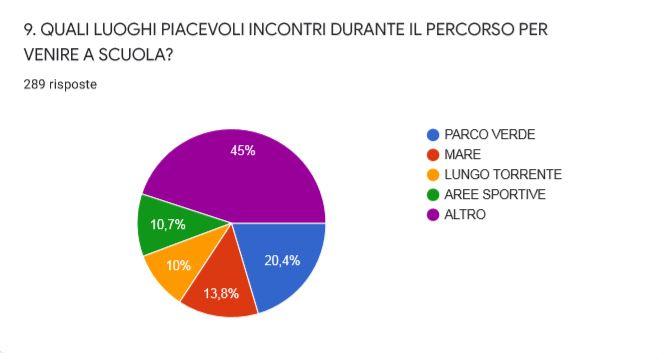 9. QUALI LUOGHI PIACEVOLI INCONTRI DURANTE IL PERCORSO PER
VENIRE A SCUOLA?
289 risposte
PARCO VERDE
MARE
LUNGO TORRENTE
AREE SPORTIVE
ALTRO
45%
10,7%
20,4%
10%
13,8%